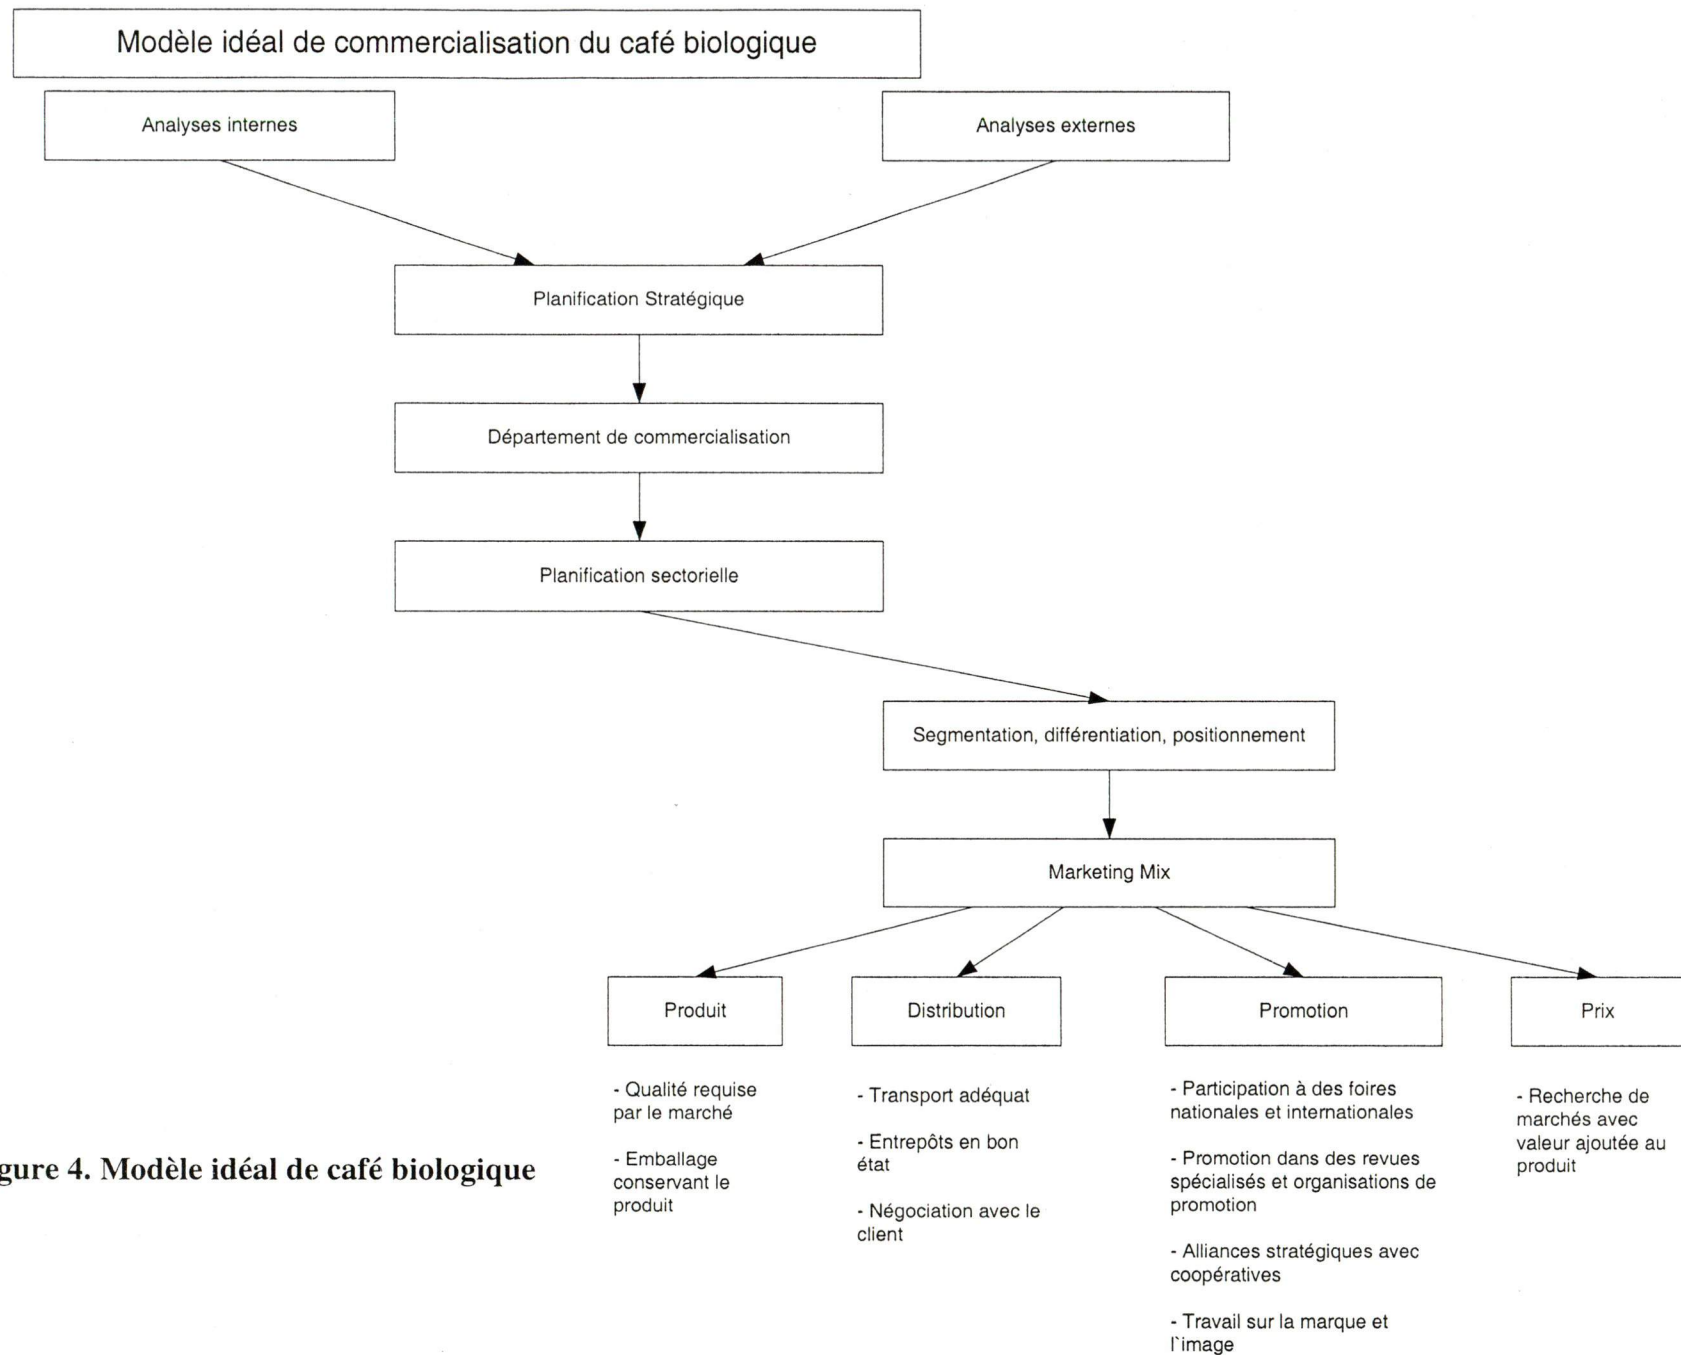 Modèle idéal de commercialisation du café biologique
Analyses internes
Analyses externes
Planification Stratégique
Département de commercialisation
Planification sectorielle
Segmentation, différentiation, positionnement
Marketing Mix
Produit
Distribution
Promotion
Prix
- Qualité requise
par le marché
- Emballage
conservant le
produit
- Transport adéquat
- Entrepôts en bon
état
- Négociation avec le
client
- Participation à des foires
nationales et internationales
- Promotion dans des revues
spécialisés et organisations de
promotion
- Alliances stratégiques avec
coopératives
- Travail sur la marque et
l`image
- Recherche de
marchés avec
valeur ajoutée au
produit
gure 4. Modèle idéal de café biologique